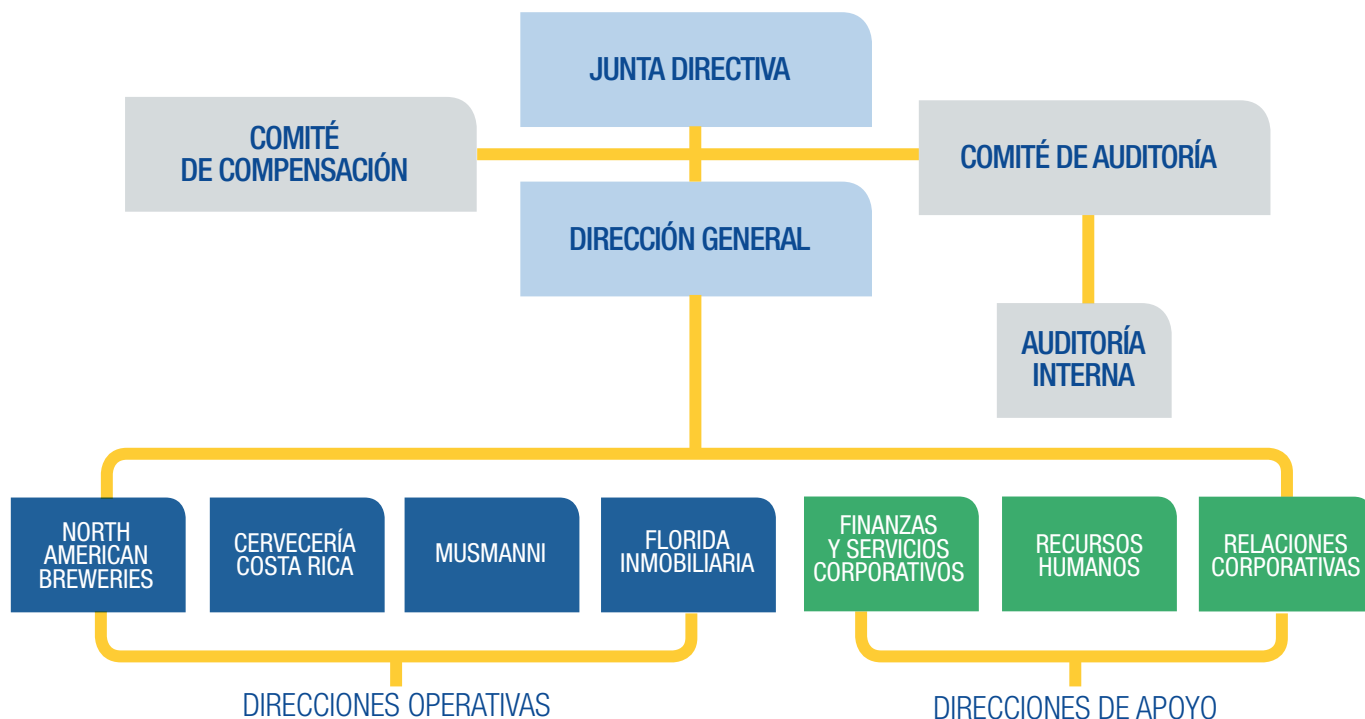 JUNTA DIRECTIVA
COMITÉ
DE COMPENSACIÓN
COMITÉ DE AUDITORÍA
DIRECCIÓN GENERAL
AUDITORÍA
INTERNA
NORTH
AMERICAN
BREWERIES
CERVECERÍA
COSTA RICA
MUSMANNI
FLORIDA
INMOBILIARIA
FINANZAS
Y SERVICIOS
CORPORATIVOS
RECURSOS
HUMANOS
RELACIONES
CORPORATIVAS
DIRECCIONES OPERATIVAS
DIRECCIONES DE APOYO